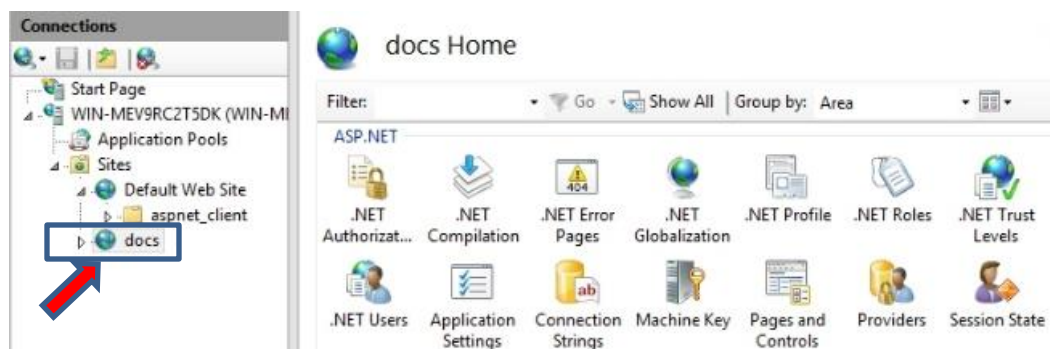 Connections
Start Page
WIN-MEV9RC2T5DK (WIN-MI
Application Pools
Sites
Default Web Site
aspnet_client
docs
docs Home
Filter:
Go
Show All
Group by: Area
ASP.NET
.NET Authorizat...
.NET Compilation
404
.NET Error Pages
.NET Globalization
.NET Profile
.NET Roles
.NET Trust Levels
.NET Users
Application Settings
ab
Connection Strings
Machine Key
Pages and Controls
Providers
Session State